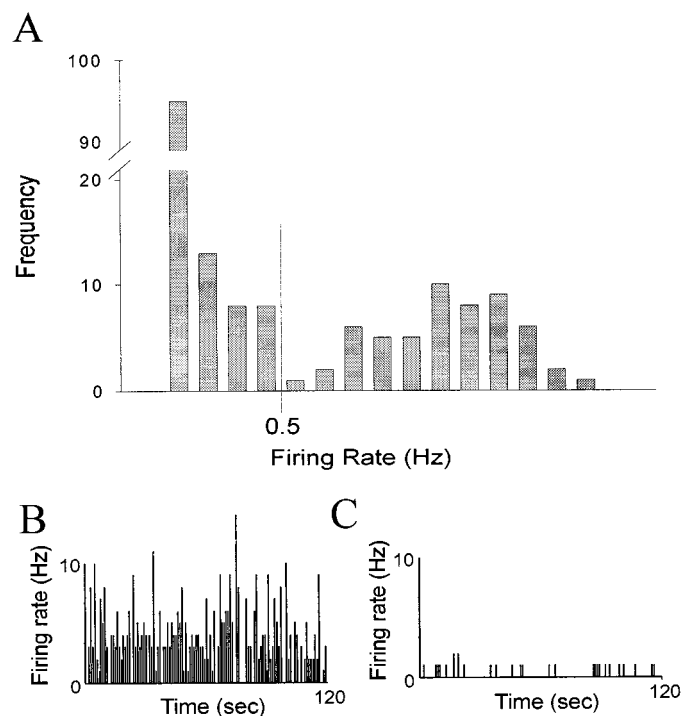 A
100
90
20
10
0
Frequency
0.5
Firing Rate (Hz)
B
10
0
Firing rate (Hz)
Time (sec)
120
C
10
0
Firing rate (Hz)
Time (sec)
120